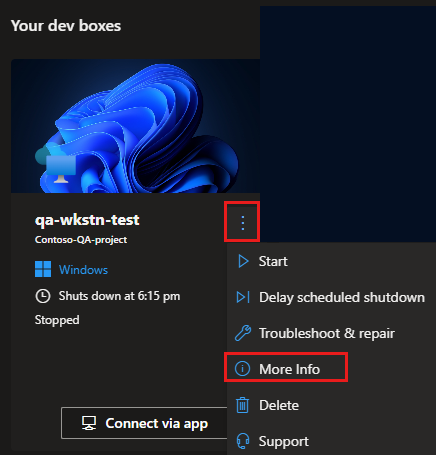 Your dev boxes
qa-wkstn-test
Contoso-QA-project
Windows
Shuts down at 6:15 pm
Stopped
Connect via app
Start
Delay scheduled shutdown
Troubleshoot & repair
More Info
Delete
Support